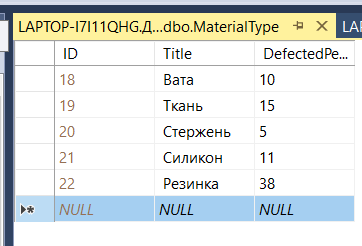 LAPTOP-I7I11QHG.Д...dbo.MaterialType LA
ID Title DefectedPe...
18 Вата 10
19 Ткань 15
20 Стержень 5
21 Силикон 11
22 Резинка 38
NULL NULL NULL